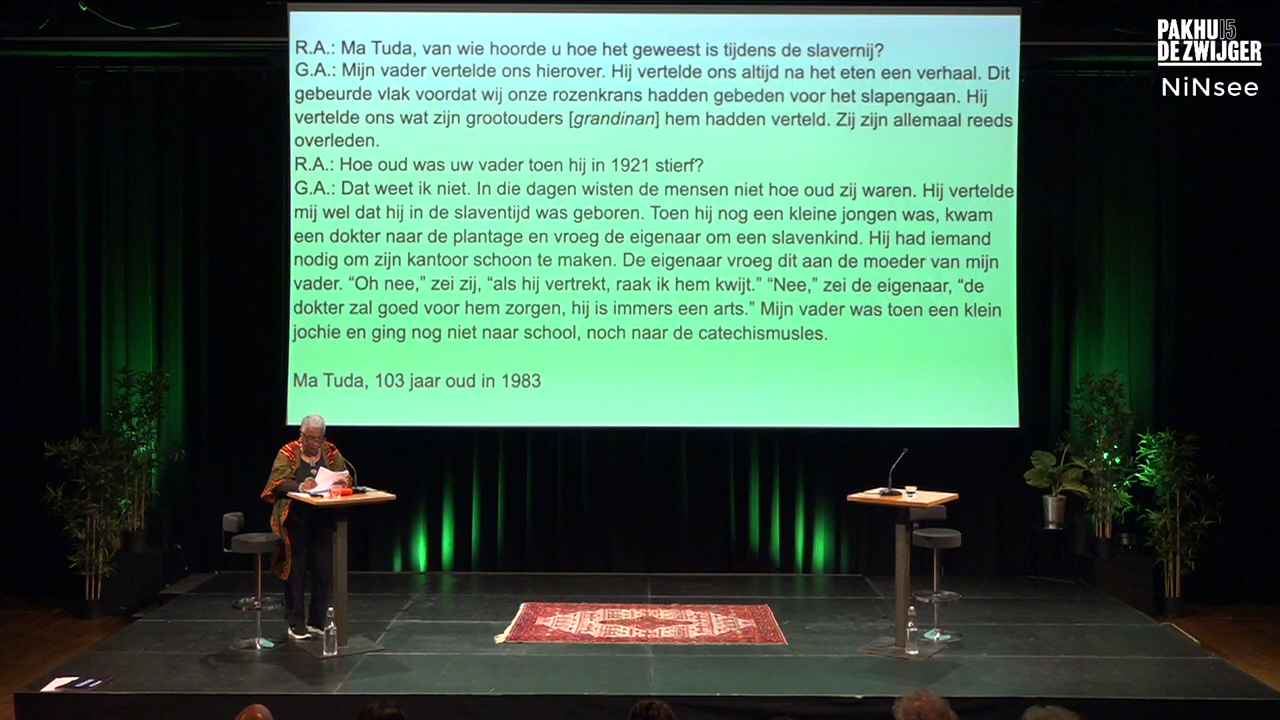 R.A.: Ma Tuda, van wie hoorde u hoe het geweest is tijdens de slavernij?
G.A.: Mijn vader vertelde ons hierover. Hij vertelde ons altijd na het eten een verhaal. Dit
gebeurde vlak voordat wij onze rozenkrans hadden gebeden voor het slapengaan. Hij
vertelde ons wat zijn grootouders [grandinan] hem hadden verteld. Zij zijn allemaal reeds
overleden.
R.A.: Hoe oud was uw vader toen hij in 1921 stierf?
G.A.: Dat weet ik niet. In die dagen wisten de mensen niet hoe oud zij waren. Hij vertelde
mij wel dat hij in de slaventijd was geboren. Toen hij nog een kleine jongen was, kwam
een dokter naar de plantage en vroeg de eigenaar om een slavenkind. Hij had iemand
nodig om zijn kantoor schoon te maken. De eigenaar vroeg dit aan de moeder van mijn
vader. “Oh nee,” zei zij, “als hij vertrekt, raak ik hem kwijt.” “Nee,” zei de eigenaar, “de
dokter zal goed voor hem zorgen, hij is immers een arts.” Mijn vader was toen een klein
jochie en ging nog niet naar school, noch naar de catechismusles.
Ma Tuda, 103 jaar oud in 1983
PAKHU15
DE ZWIJGER
NiNsee